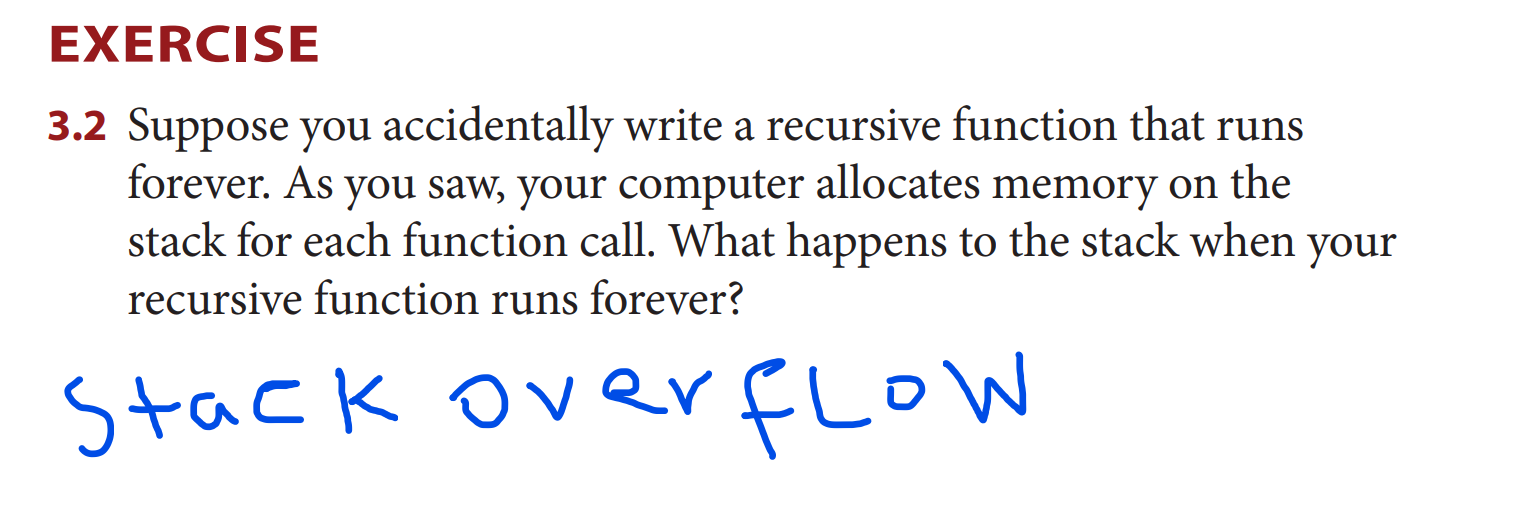 EXERCISE
3.2 Suppose you accidentally write a recursive function that runs
forever. As you saw, your computer allocates memory on the
stack for each function call. What happens to the stack when your
recursive function runs forever?
Stack overfLow